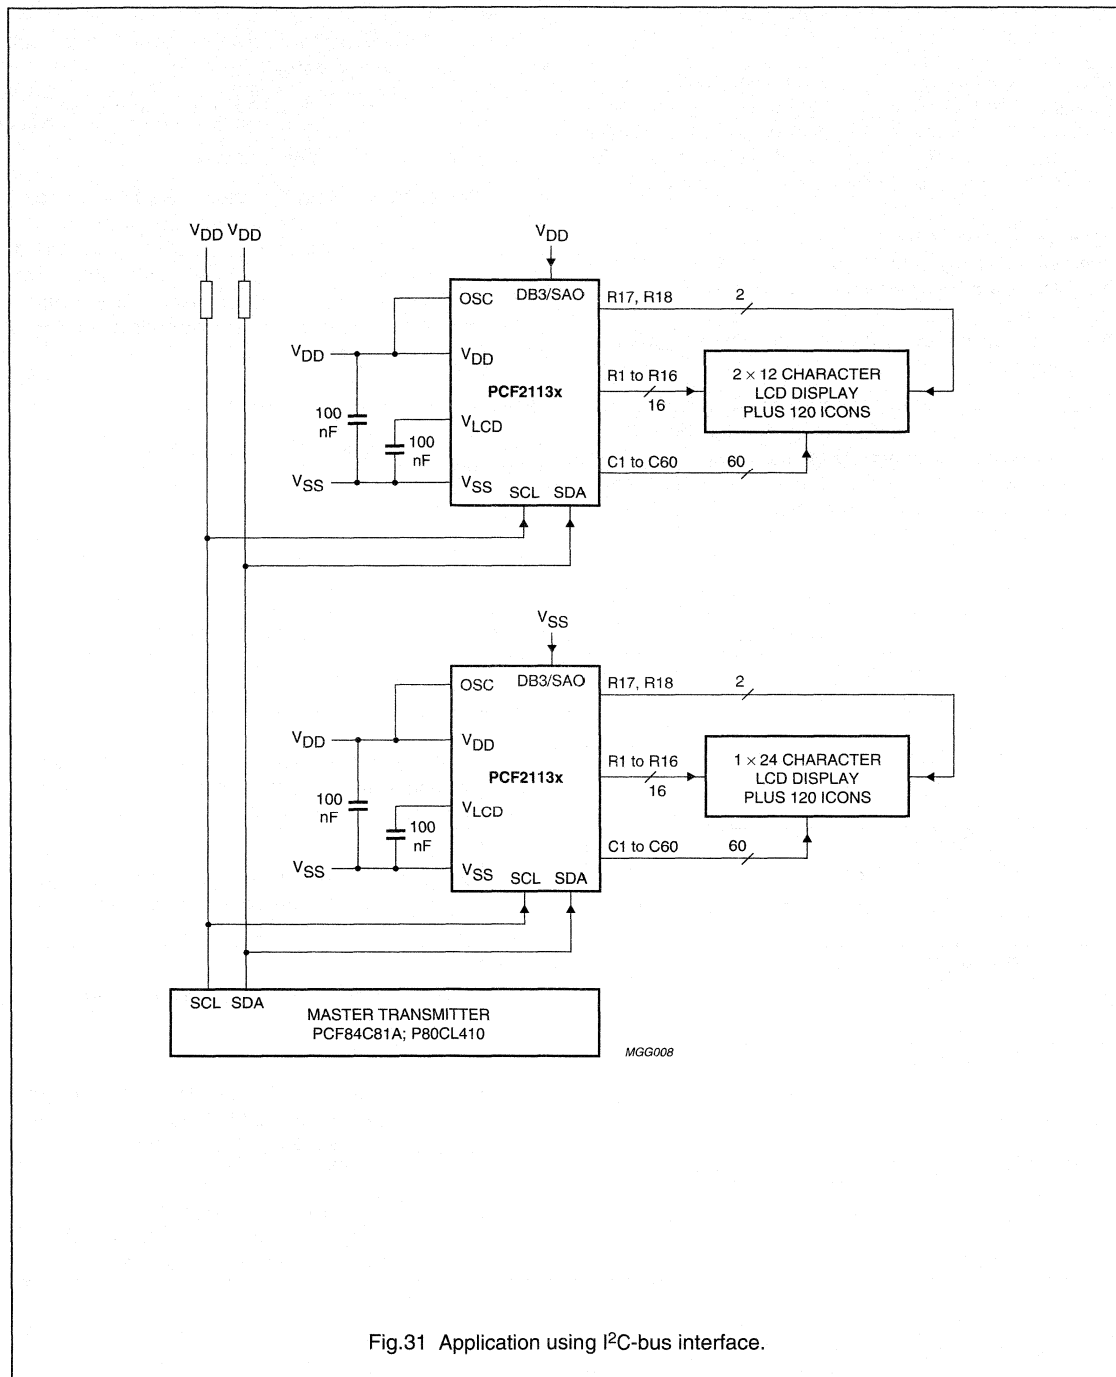 VDD VDD
VDD
OSC
DB3/SAO
R17, R18 2
VDD
VDD
PCF2113x
R1 to R16
16
2 × 12 CHARACTER
LCD DISPLAY
PLUS 120 ICONS
100
nF
VLCD
100
nF
C1 to C60 60
VSS
VSS
SCL SDA
VSS
OSC
DB3/SAO
R17, R18 2
VDD
VDD
PCF2113x
R1 to R16
16
1 × 24 CHARACTER
LCD DISPLAY
PLUS 120 ICONS
100
nF
VLCD
100
nF
C1 to C60 60
VSS
VSS
SCL SDA
SCL SDA
MASTER TRANSMITTER
PCF84C81A; P80CL410
MGG008
Fig.31 Application using I²C-bus interface.